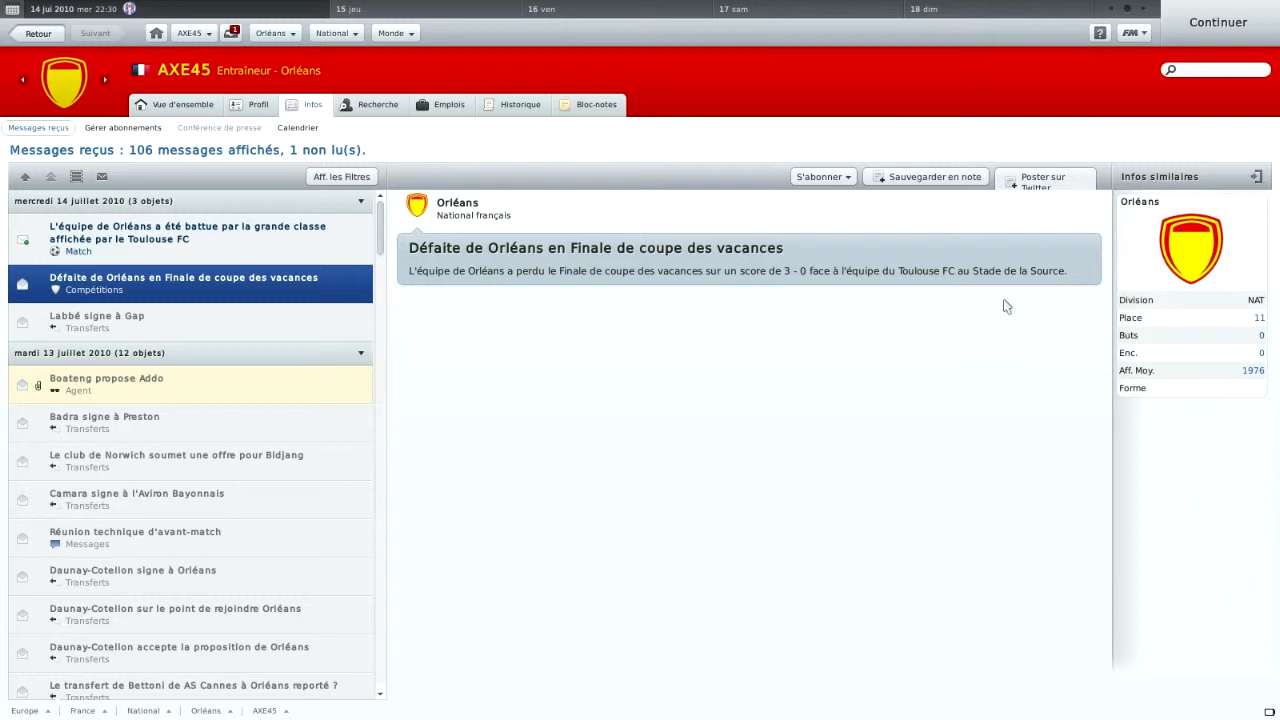 14 jul 2010 mer 22:30
15 jeu
16 ven
17 sam
18 dim
Continuer
Retour
Suivant
AXE45
1
Orléans
National
Monde
?
FM
AXE45 Entraîneur - Orléans
Vue d'ensemble
Profil
Infos
Recherche
Emplois
Historique
Bloc-notes
Messages reçus
Gérer abonnements
Conférence de presse
Calendrier
Messages reçus : 106 messages affichés, 1 non lu(s).
Aff. les Filtres
S'abonner
Sauvegarder en note
Poster sur
Twitter
Infos similaires
mercredi 14 juillet 2010 (3 objets)
L'équipe de Orléans a été battue par la grande classe
affichée par le Toulouse FC
Match
Défaite de Orléans en Finale de coupe des vacances
Compétitions
Labbé signe à Gap
Transferts
mardi 13 juillet 2010 (12 objets)
Boateng propose Addo
Agent
Badra signe à Preston
Transferts
Le club de Norwich soumet une offre pour Bidjang
Transferts
Camara signe à l'Aviron Bayonnais
Transferts
Réunion technique d'avant-match
Messages
Daunay-Cotelion signe à Orléans
Transferts
Daunay-Cotelion sur le point de rejoindre Orléans
Transferts
Daunay-Cotelion accepte la proposition de Orléans
Transferts
Le transfert de Bettoni de AS Cannes à Orléans reporté ?
Transferts
Orléans
National français
Défaite de Orléans en Finale de coupe des vacances
L'équipe de Orléans a perdu le Finale de coupe des vacances sur un score de 3 - 0 face à l'équipe du Toulouse FC au Stade de la Source.
Orléans
Division NAT
Place 11
Buts 0
Enc. 0
Aff. Moy. 1976
Forme
Europe
France
National
Orléans
AXE45